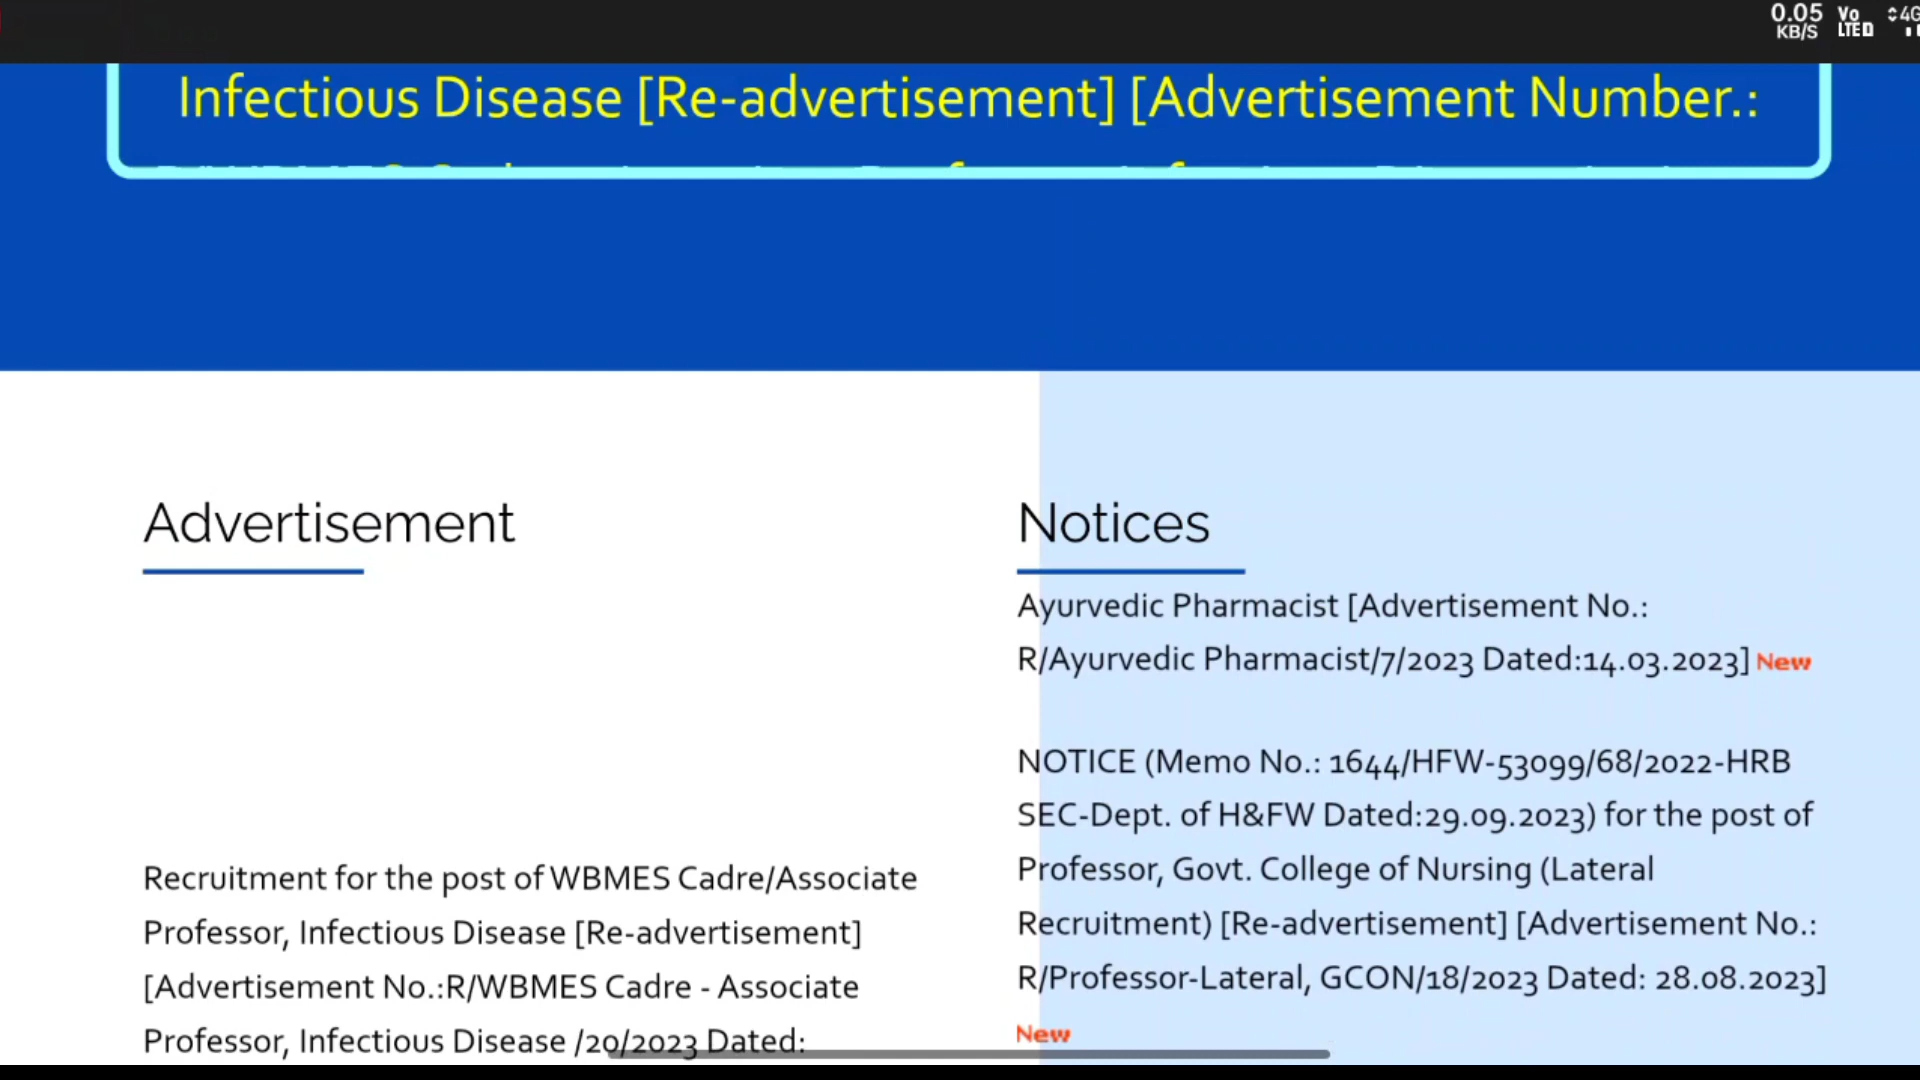 0.05
KB/S
Vo
LTE
4G
Infectious Disease [Re-advertisement] [Advertisement Number.:
Advertisement
Recruitment for the post of WBMES Cadre/Associate
Professor, Infectious Disease [Re-advertisement]
[Advertisement No.:R/WBMES Cadre - Associate
Professor, Infectious Disease /20/2023 Dated:
Notices
Ayurvedic Pharmacist [Advertisement No.:
R/Ayurvedic Pharmacist/7/2023 Dated:14.03.2023] New
NOTICE (Memo No.: 1644/HFW-53099/68/2022-HRB
SEC-Dept. of H&FW Dated:29.09.2023) for the post of
Professor, Govt. College of Nursing (Lateral
Recruitment) [Re-advertisement] [Advertisement No.:
R/Professor-Lateral, GCON/18/2023 Dated: 28.08.2023]
New